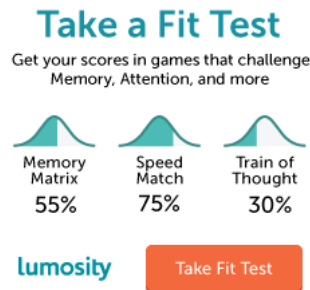 Take a Fit Test
Get your scores in games that challenge
Memory, Attention, and more
Memory Matrix
Speed Match
Train of Thought
55%
75%
30%
lumosity
Take Fit Test